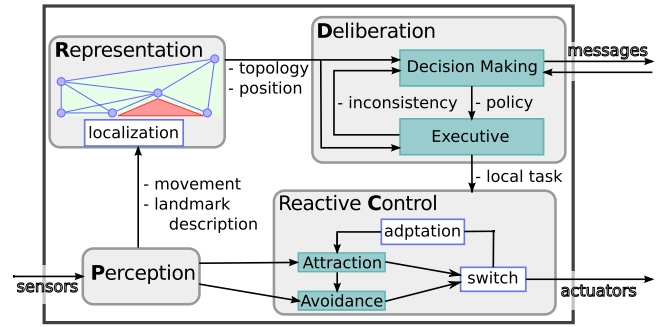 Representation
localization
- topology
- position
Deliberation
Decision Making
- inconsistency
- policy
Executive
messages
- movement
- landmark
description
- local task
Reactive Control
adptation
Attraction
Avoidance
switch
Perception
sensors
actuators